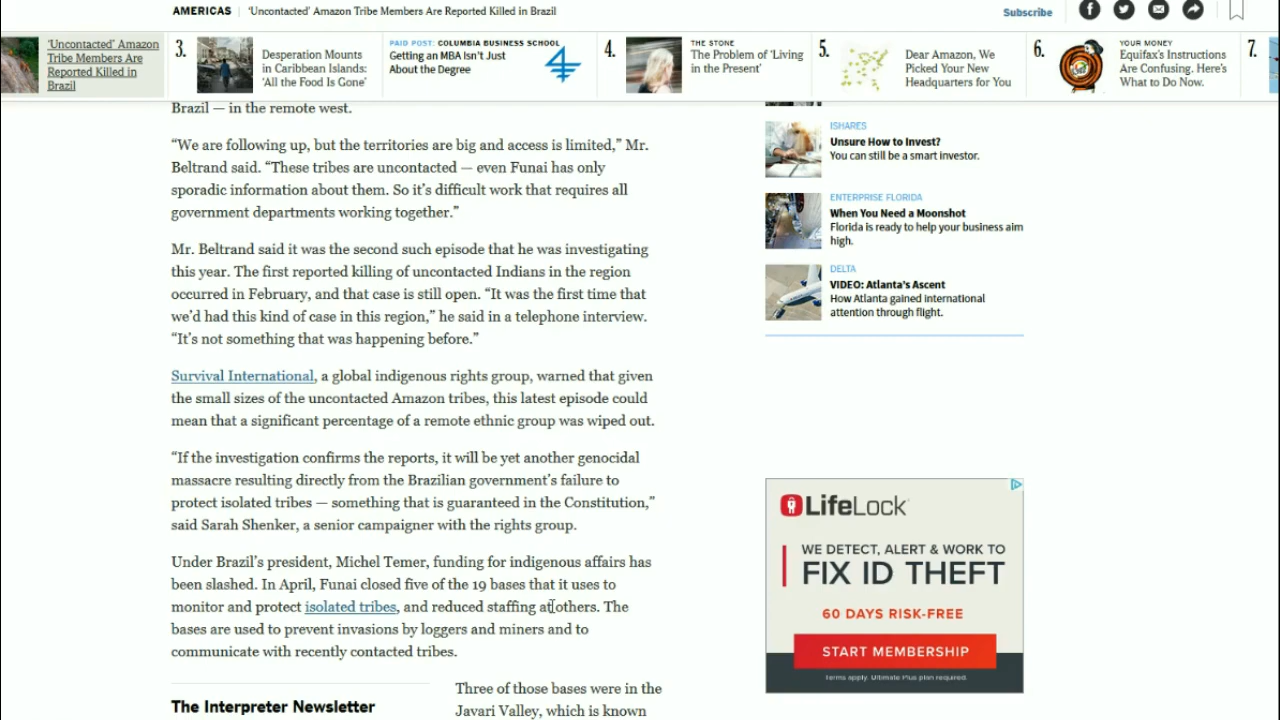 AMERICAS | 'Uncontacted' Amazon Tribe Members Are Reported Killed in Brazil
Subscribe
'Uncontacted' Amazon
Tribe Members Are
Reported Killed in
Brazil
3.
Desperation Mounts
in Caribbean Islands:
'All the Food Is Gone'
PAID POST: COLUMBIA BUSINESS SCHOOL
Getting an MBA Isn't Just
About the Degree
4.
THE STONE
The Problem of 'Living
in the Present'
5.
Dear Amazon, We
Picked Your New
Headquarters for You
6.
YOUR MONEY
Equifax's Instructions
Are Confusing. Here's
What to Do Now.
7.
Brazil — in the remote west.
“We are following up, but the territories are big and access is limited,” Mr.
Beltrand said. “These tribes are uncontacted — even Funai has only
sporadic information about them. So it’s difficult work that requires all
government departments working together.”
Mr. Beltrand said it was the second such episode that he was investigating
this year. The first reported killing of uncontacted Indians in the region
occurred in February, and that case is still open. “It was the first time that
we’d had this kind of case in this region,” he said in a telephone interview.
“It’s not something that was happening before.”
Survival International, a global indigenous rights group, warned that given
the small sizes of the uncontacted Amazon tribes, this latest episode could
mean that a significant percentage of a remote ethnic group was wiped out.
“If the investigation confirms the reports, it will be yet another genocidal
massacre resulting directly from the Brazilian government’s failure to
protect isolated tribes — something that is guaranteed in the Constitution,”
said Sarah Shenker, a senior campaigner with the rights group.
Under Brazil’s president, Michel Temer, funding for indigenous affairs has
been slashed. In April, Funai closed five of the 19 bases that it uses to
monitor and protect isolated tribes, and reduced staffing at others. The
bases are used to prevent invasions by loggers and miners and to
communicate with recently contacted tribes.
The Interpreter Newsletter
Three of those bases were in the
Javari Valley, which is known
ISHARES
Unsure How to Invest?
You can still be a smart investor.
ENTERPRISE FLORIDA
When You Need a Moonshot
Florida is ready to help your business aim
high.
DELTA
VIDEO: Atlanta's Ascent
How Atlanta gained international
attention through flight.
LifeLock
WE DETECT, ALERT & WORK TO
FIX ID THEFT
60 DAYS RISK-FREE
START MEMBERSHIP
Terms apply. Ultimate Plus plan required.